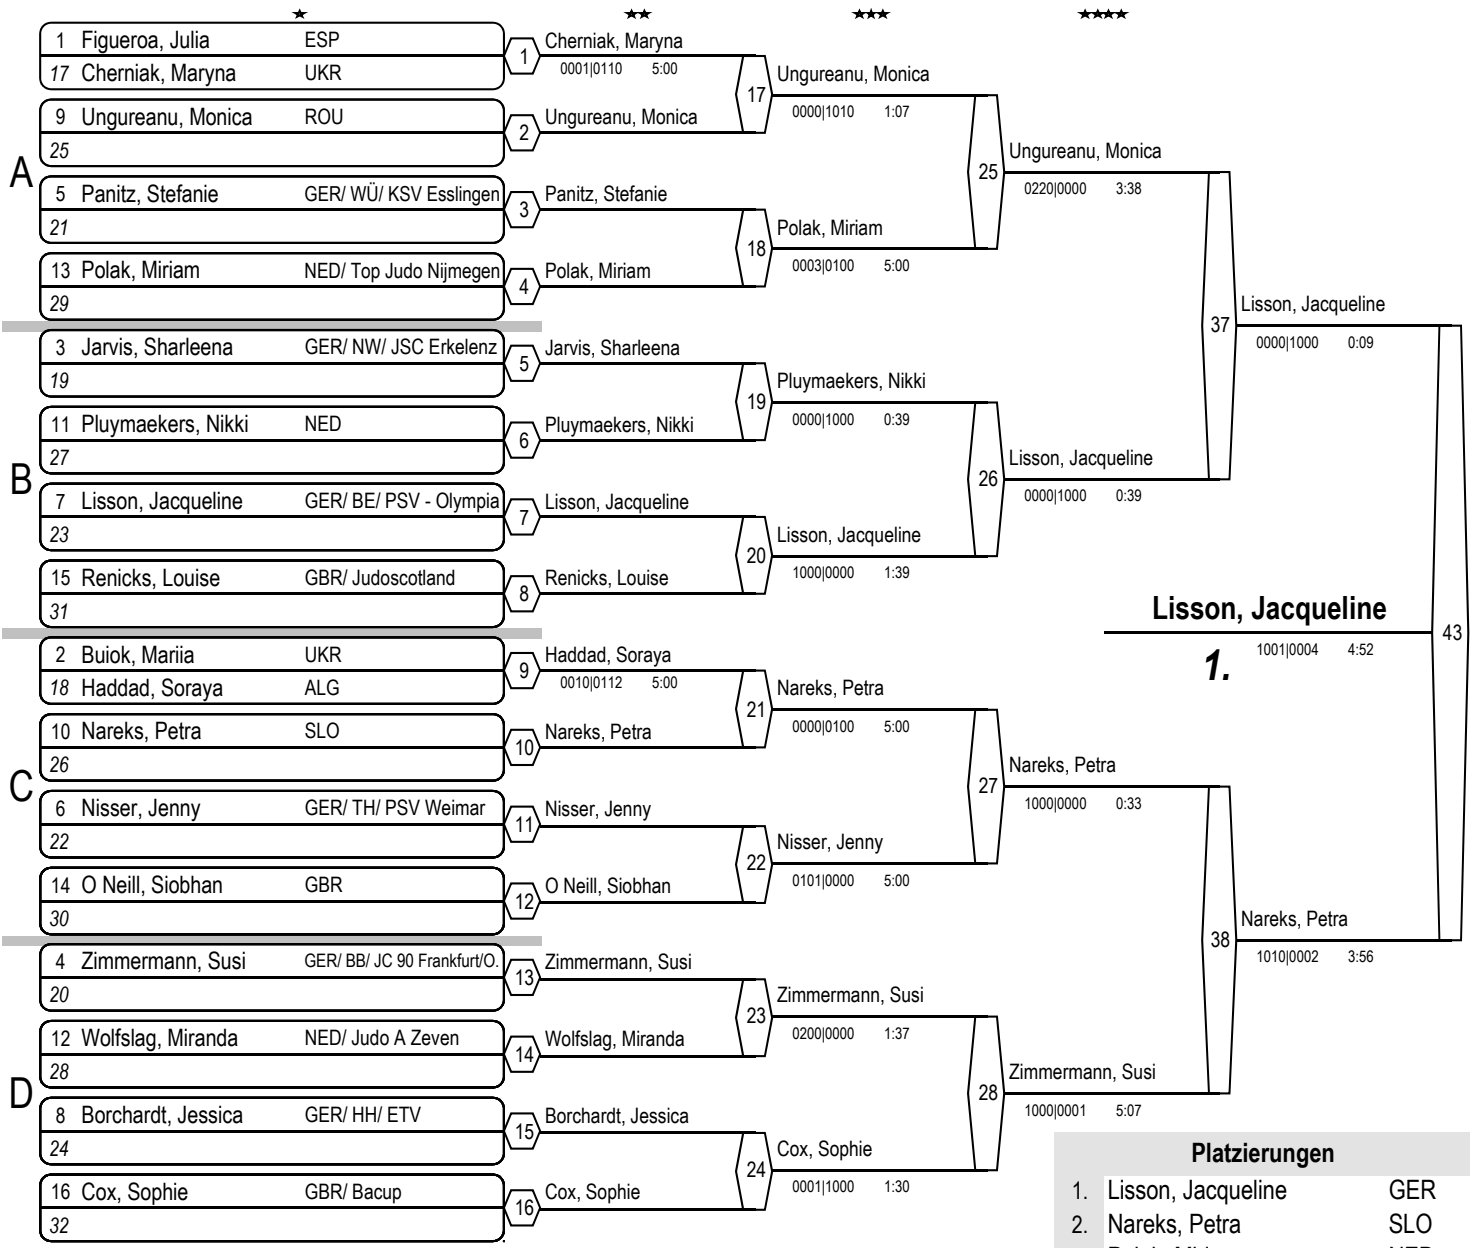 ★ ★★ ★★★ ★★★★
1 Figueroa, Julia ESP
17 Cherniak, Maryna UKR
1
Cherniak, Maryna
0001|0110 5:00
9 Ungureanu, Monica ROU
25
2
Ungureanu, Monica
17
Ungureanu, Monica
0000|1010 1:07
A
5 Panitz, Stefanie GER/ WÜ/ KSV Esslingen
21
3
Panitz, Stefanie
13 Polak, Miriam NED/ Top Judo Nijmegen
29
4
Polak, Miriam
18
Polak, Miriam
0003|0100 5:00
25
Ungureanu, Monica
0220|0000 3:38
3 Jarvis, Sharleena GER/ NW/ JSC Erkelenz
19
5
Jarvis, Sharleena
11 Pluymaekers, Nikki NED
27
6
Pluymaekers, Nikki
19
Pluymaekers, Nikki
0000|1000 0:39
B
7 Lisson, Jacqueline GER/ BE/ PSV - Olympia
23
7
Lisson, Jacqueline
15 Renicks, Louise GBR/ Judoscotland
31
8
Renicks, Louise
20
Lisson, Jacqueline
1000|0000 1:39
26
Lisson, Jacqueline
0000|1000 0:39
37
Lisson, Jacqueline
0000|1000 0:09
2 Buiok, Mariia UKR
18 Haddad, Soraya ALG
9
Haddad, Soraya
0010|0112 5:00
10 Nareks, Petra SLO
26
10
Nareks, Petra
21
Nareks, Petra
0000|0100 5:00
C
6 Nisser, Jenny GER/ TH/ PSV Weimar
22
11
Nisser, Jenny
14 O Neill, Siobhan GBR
30
12
O Neill, Siobhan
22
Nisser, Jenny
0101|0000 5:00
27
Nareks, Petra
1000|0000 0:33
4 Zimmermann, Susi GER/ BB/ JC 90 Frankfurt/O.
20
13
Zimmermann, Susi
12 Wolfslag, Miranda NED/ Judo A Zeven
28
14
Wolfslag, Miranda
23
Zimmermann, Susi
0200|0000 1:37
D
8 Borchardt, Jessica GER/ HH/ ETV
24
15
Borchardt, Jessica
16 Cox, Sophie GBR/ Bacup
32
16
Cox, Sophie
24
Cox, Sophie
0001|1000 1:30
28
Zimmermann, Susi
1000|0001 5:07
38
Nareks, Petra
1010|0002 3:56
43
Lisson, Jacqueline
1. 1001|0004 4:52
Platzierungen
1. Lisson, Jacqueline GER
2. Nareks, Petra SLO